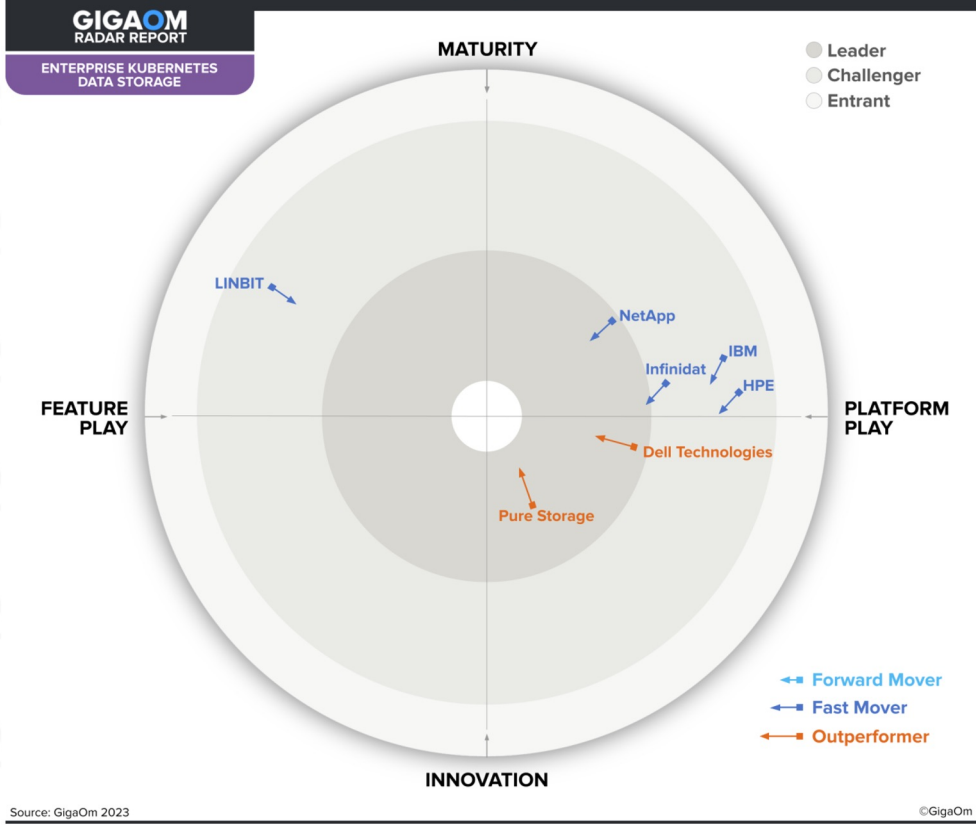 GIGAOM
RADAR REPORT
ENTERPRISE KUBERNETES
DATA STORAGE
MATURITY
Leader
Challenger
Entrant
LINBIT
NetApp
IBM
Infinidat
HPE
FEATURE
PLAY
PLATFORM
PLAY
Dell Technologies
Pure Storage
Forward Mover
Fast Mover
Outperformer
INNOVATION
Source: GigaOm 2023
©GigaOm